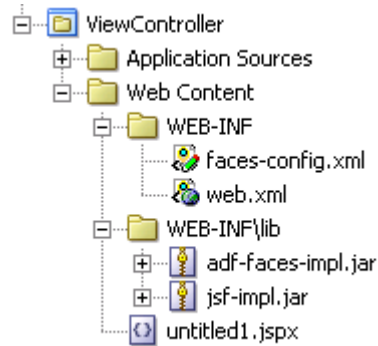 ViewController
Application Sources
Web Content
WEB-INF
faces-config.xml
web.xml
WEB-INF\lib
adf-faces-impl.jar
jsf-impl.jar
untitled1.jspx